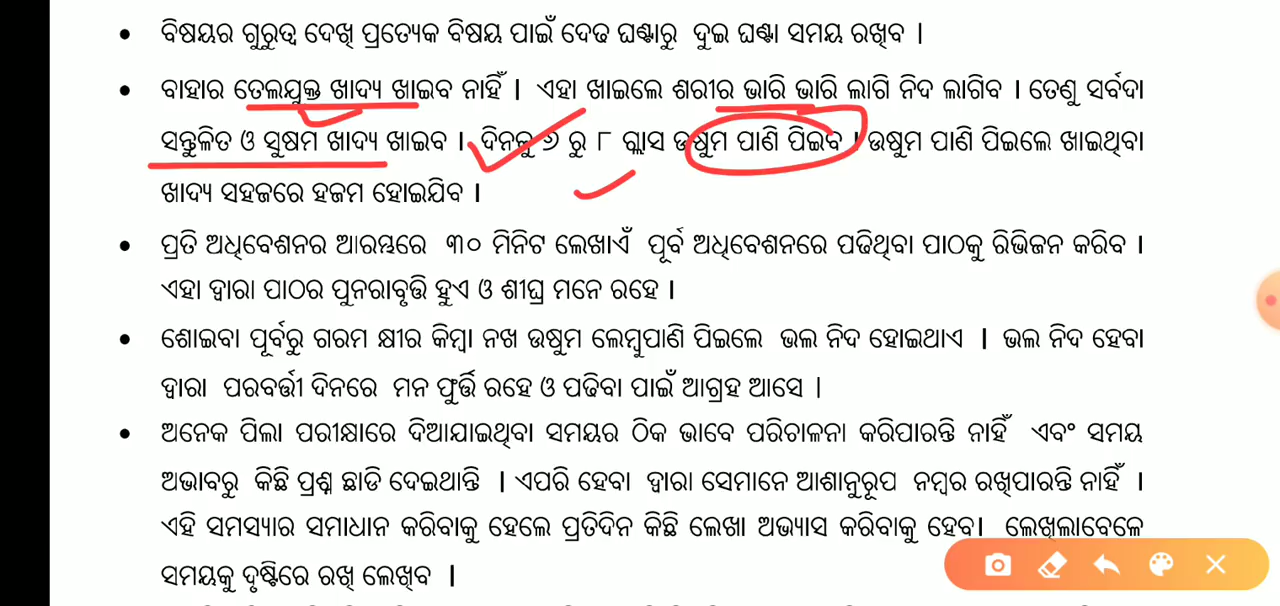 • ବିଷୟର ଗୁରୁତ୍ୱ ଦେଖି ପ୍ରତ୍ୟେକ ବିଷୟ ପାଇଁ ଦେଢ ଘଣ୍ଟାରୁ ଦୁଇ ଘଣ୍ଟା ସମୟ ରଖିବ ।
• ବାହାର ତେଲଯୁକ୍ତ ଖାଦ୍ୟ ଖାଇବ ନାହିଁ । ଏହା ଖାଇଲେ ଶରୀର ଭାରି ଭାରି ଲାଗି ନିଦ ଲାଗିବ । ତେଣୁ ସର୍ବଦା
ସନ୍ତୁଳିତ ଓ ସୁଷମ ଖାଦ୍ୟ ଖାଇବ । ଦିନକୁ ୬ ରୁ ୮ ଗ୍ଲାସ ଉଷୁମ ପାଣି ପିଇବ । ଉଷୁମ ପାଣି ପିଇଲେ ଖାଇଥିବା
ଖାଦ୍ୟ ସହଜରେ ହଜମ ହୋଇଯିବ ।
• ପ୍ରତି ଅଧିବେଶନର ଆରମ୍ଭରେ ୩୦ ମିନିଟ ଲେଖାଏଁ ପୂର୍ବ ଅଧିବେଶନରେ ପଢିଥିବା ପାଠକୁ ରିଭିଜନ କରିବ ।
ଏହା ଦ୍ୱାରା ପାଠର ପୁନରାବୃତ୍ତି ହୁଏ ଓ ଶୀଘ୍ର ମନେ ରହେ ।
• ଶୋଇବା ପୂର୍ବରୁ ଗରମ କ୍ଷୀର କିମ୍ବା ନଖ ଉଷୁମ ଲେମ୍ବୁପାଣି ପିଇଲେ ଭଲ ନିଦ ହୋଇଥାଏ । ଭଲ ନିଦ ହେବା
ଦ୍ୱାରା ପରବର୍ତ୍ତୀ ଦିନରେ ମନ ଫୁର୍ତ୍ତି ରହେ ଓ ପଢିବା ପାଇଁ ଆଗ୍ରହ ଆସେ ।
• ଅନେକ ପିଲା ପରୀକ୍ଷାରେ ଦିଆଯାଇଥିବା ସମୟର ଠିକ ଭାବେ ପରିଚାଳନା କରିପାରନ୍ତି ନାହିଁ ଏବଂ ସମୟ
ଅଭାବରୁ କିଛି ପ୍ରଶ୍ନ ଛାଡି ଦେଇଥାନ୍ତି । ଏପରି ହେବା ଦ୍ୱାରା ସେମାନେ ଆଶାନୁରୂପ ନମ୍ବର ରଖିପାରନ୍ତି ନାହିଁ ।
ଏହି ସମସ୍ୟାର ସମାଧାନ କରିବାକୁ ହେଲେ ପ୍ରତିଦିନ କିଛି ଲେଖା ଅଭ୍ୟାସ କରିବାକୁ ହେବ। ଲେଖିଲାବେଳେ
ସମୟକୁ ଦୃଷ୍ଟିରେ ରଖି ଲେଖିବ ।